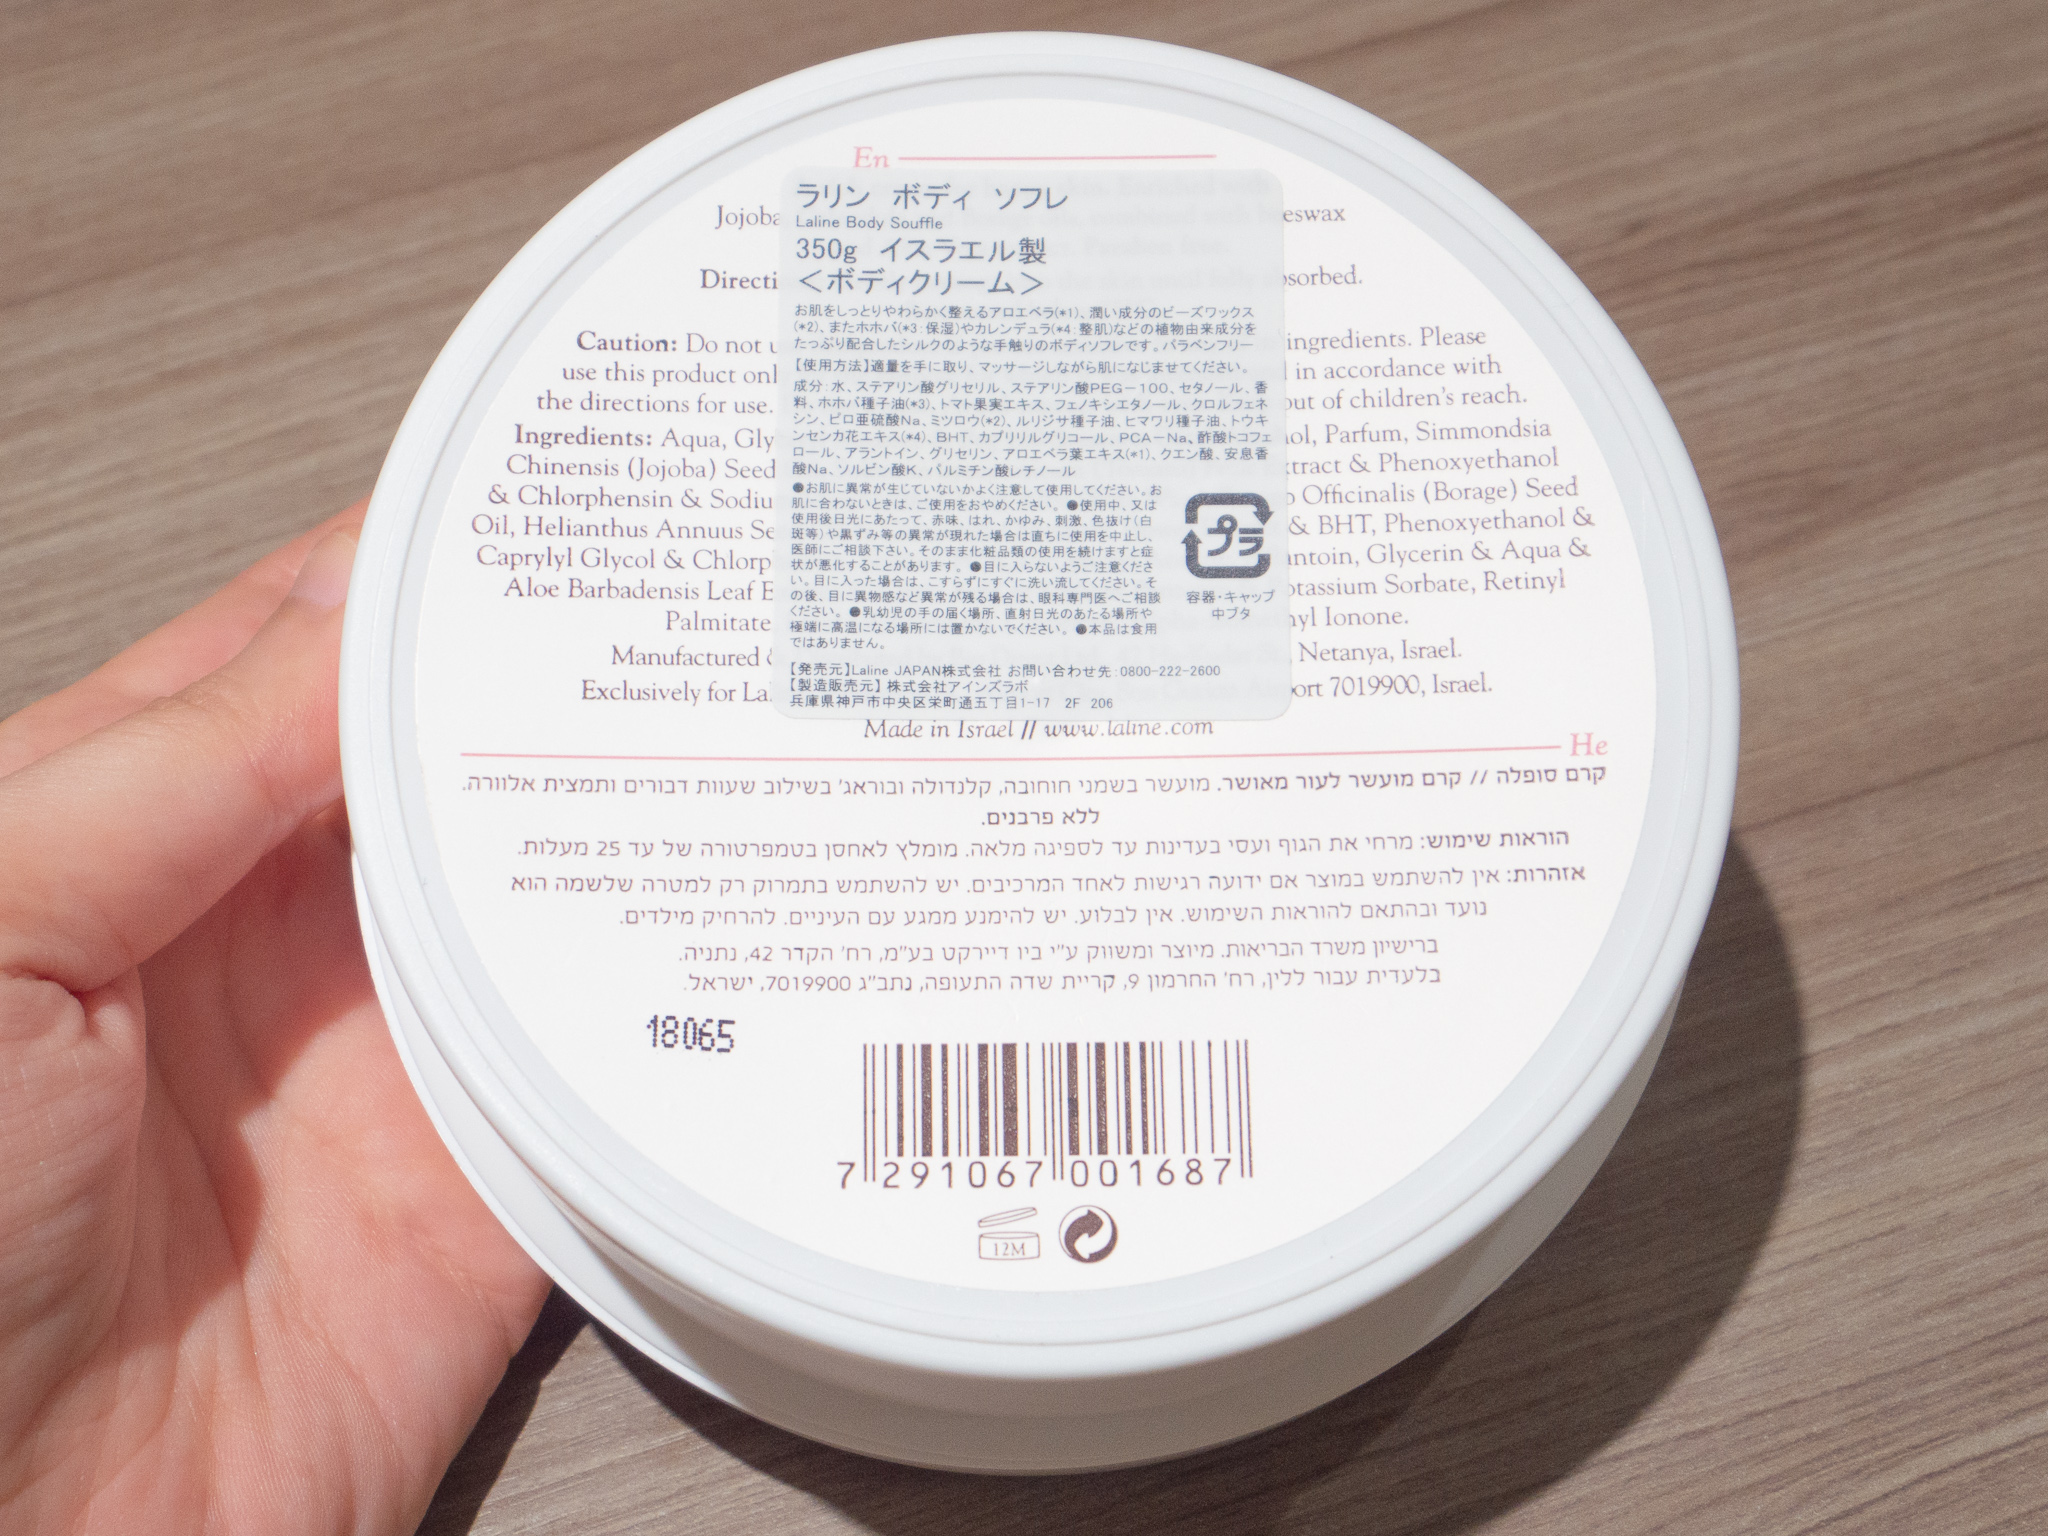 En
Jojoba
eswax
Directi
bsorbed.
Caution: Do not u
ingredients. Please
use this product onl
in accordance with
the directions for use.
out of children's reach.
Ingredients: Aqua, Gly
ol, Parfum, Simmondsia
Chinensis (Jojoba) Seed
xtract & Phenoxyethanol
& Chlorphensin & Sodiu
Officinalis (Borage) Seed
Oil, Helianthus Annuus Se
& BHT, Phenoxyethanol &
Caprylyl Glycol & Chlorp
antoin, Glycerin & Aqua &
Aloe Barbadensis Leaf E
otassium Sorbate, Retinyl
Palmitate,
nyl Ionone.
Manufactured &
, Netanya, Israel.
Exclusively for Lal
port 7019900, Israel.
ラリン ボディ ソフレ
Laline Body Souffle
350g イスラエル製
＜ボディクリーム＞
お肌をしっとりやわらかく整えるアロエベラ(*1)、潤い成分のビーズワックス
(*2)、またホホバ(*3:保湿)やカレンデュラ(*4:整肌)などの植物由来成分を
たっぷり配合したシルクのような手触りのボディソフレです。パラベンフリー
【使用方法】適量を手に取り、マッサージしながら肌になじませてください。
成分:水、ステアリン酸グリセリル、ステアリン酸PEG－100、セタノール、香
料、ホホバ種子油(*3)、トマト果実エキス、フェノキシエタノール、クロルフェネ
シン、ピロ亜硫酸Na、ミツロウ(*2)、ルリジサ種子油、ヒマワリ種子油、トウキ
ンセンカ花エキス(*4)、BHT、カプリリルグリコール、PCA－Na、酢酸トコフェ
ロール、アラントイン、グリセリン、アロエベラ葉エキス(*1)、クエン酸、安息香
酸Na、ソルビン酸K、パルミチン酸レチノール
●お肌に異常が生じていないかよく注意して使用してください。お
肌に合わないときは、ご使用をおやめください。●使用中、又は
使用後日光にあたって、赤味、はれ、かゆみ、刺激、色抜け(白
斑等)や黒ずみ等の異常が現れた場合は直ちに使用を中止し、
医師にご相談下さい。そのまま化粧品類の使用を続けますと症
状が悪化することがあります。●目に入らないようご注意くださ
い。目に入った場合は、こすらずにすぐに洗い流してください。そ
の後、目に異物感など異常が残る場合は、眼科専門医へご相談
ください。●乳幼児の手の届く場所、直射日光のあたる場所や
極端に高温になる場所には置かないでください。●本品は食用
ではありません。
プラ
容器・キャップ
中ブタ
【発売元】Laline JAPAN株式会社 お問い合わせ先:0800-222-2600
【製造販売元】株式会社アインズラボ
兵庫県神戸市中央区栄町通五丁目1-17 2F 206
Made in Israel // www.laline.com
He
קרם סופלה // קרם מועשר לעור מאושר. מועשר בשמני חוחובה, קלנדולה ובוראג' בשילוב שעוות דבורים ותמצית אלוורה.
ללא פרבנים.
הוראות שימוש: מרחי את הגוף ועסי בעדינות עד לספיגה מלאה. מומלץ לאחסן בטמפרטורה של עד 25 מעלות.
אזהרות: אין להשתמש במוצר אם ידועה רגישות לאחד המרכיבים. יש להשתמש בתמרוק רק למטרה שלשמה הוא
נועד ובהתאם להוראות השימוש. אין לבלוע. יש להימנע ממגע עם העיניים. להרחיק מילדים.
ברישיון משרד הבריאות. מיוצר ומשווק ע"י ביו דיירקט בע"מ, רח' הקדר 42, נתניה.
בלעדית עבור ללין, רח' החרמון 9, קריית שדה התעופה, נתב"ג 7019900, ישראל.
18065
7 291067 001687
12M